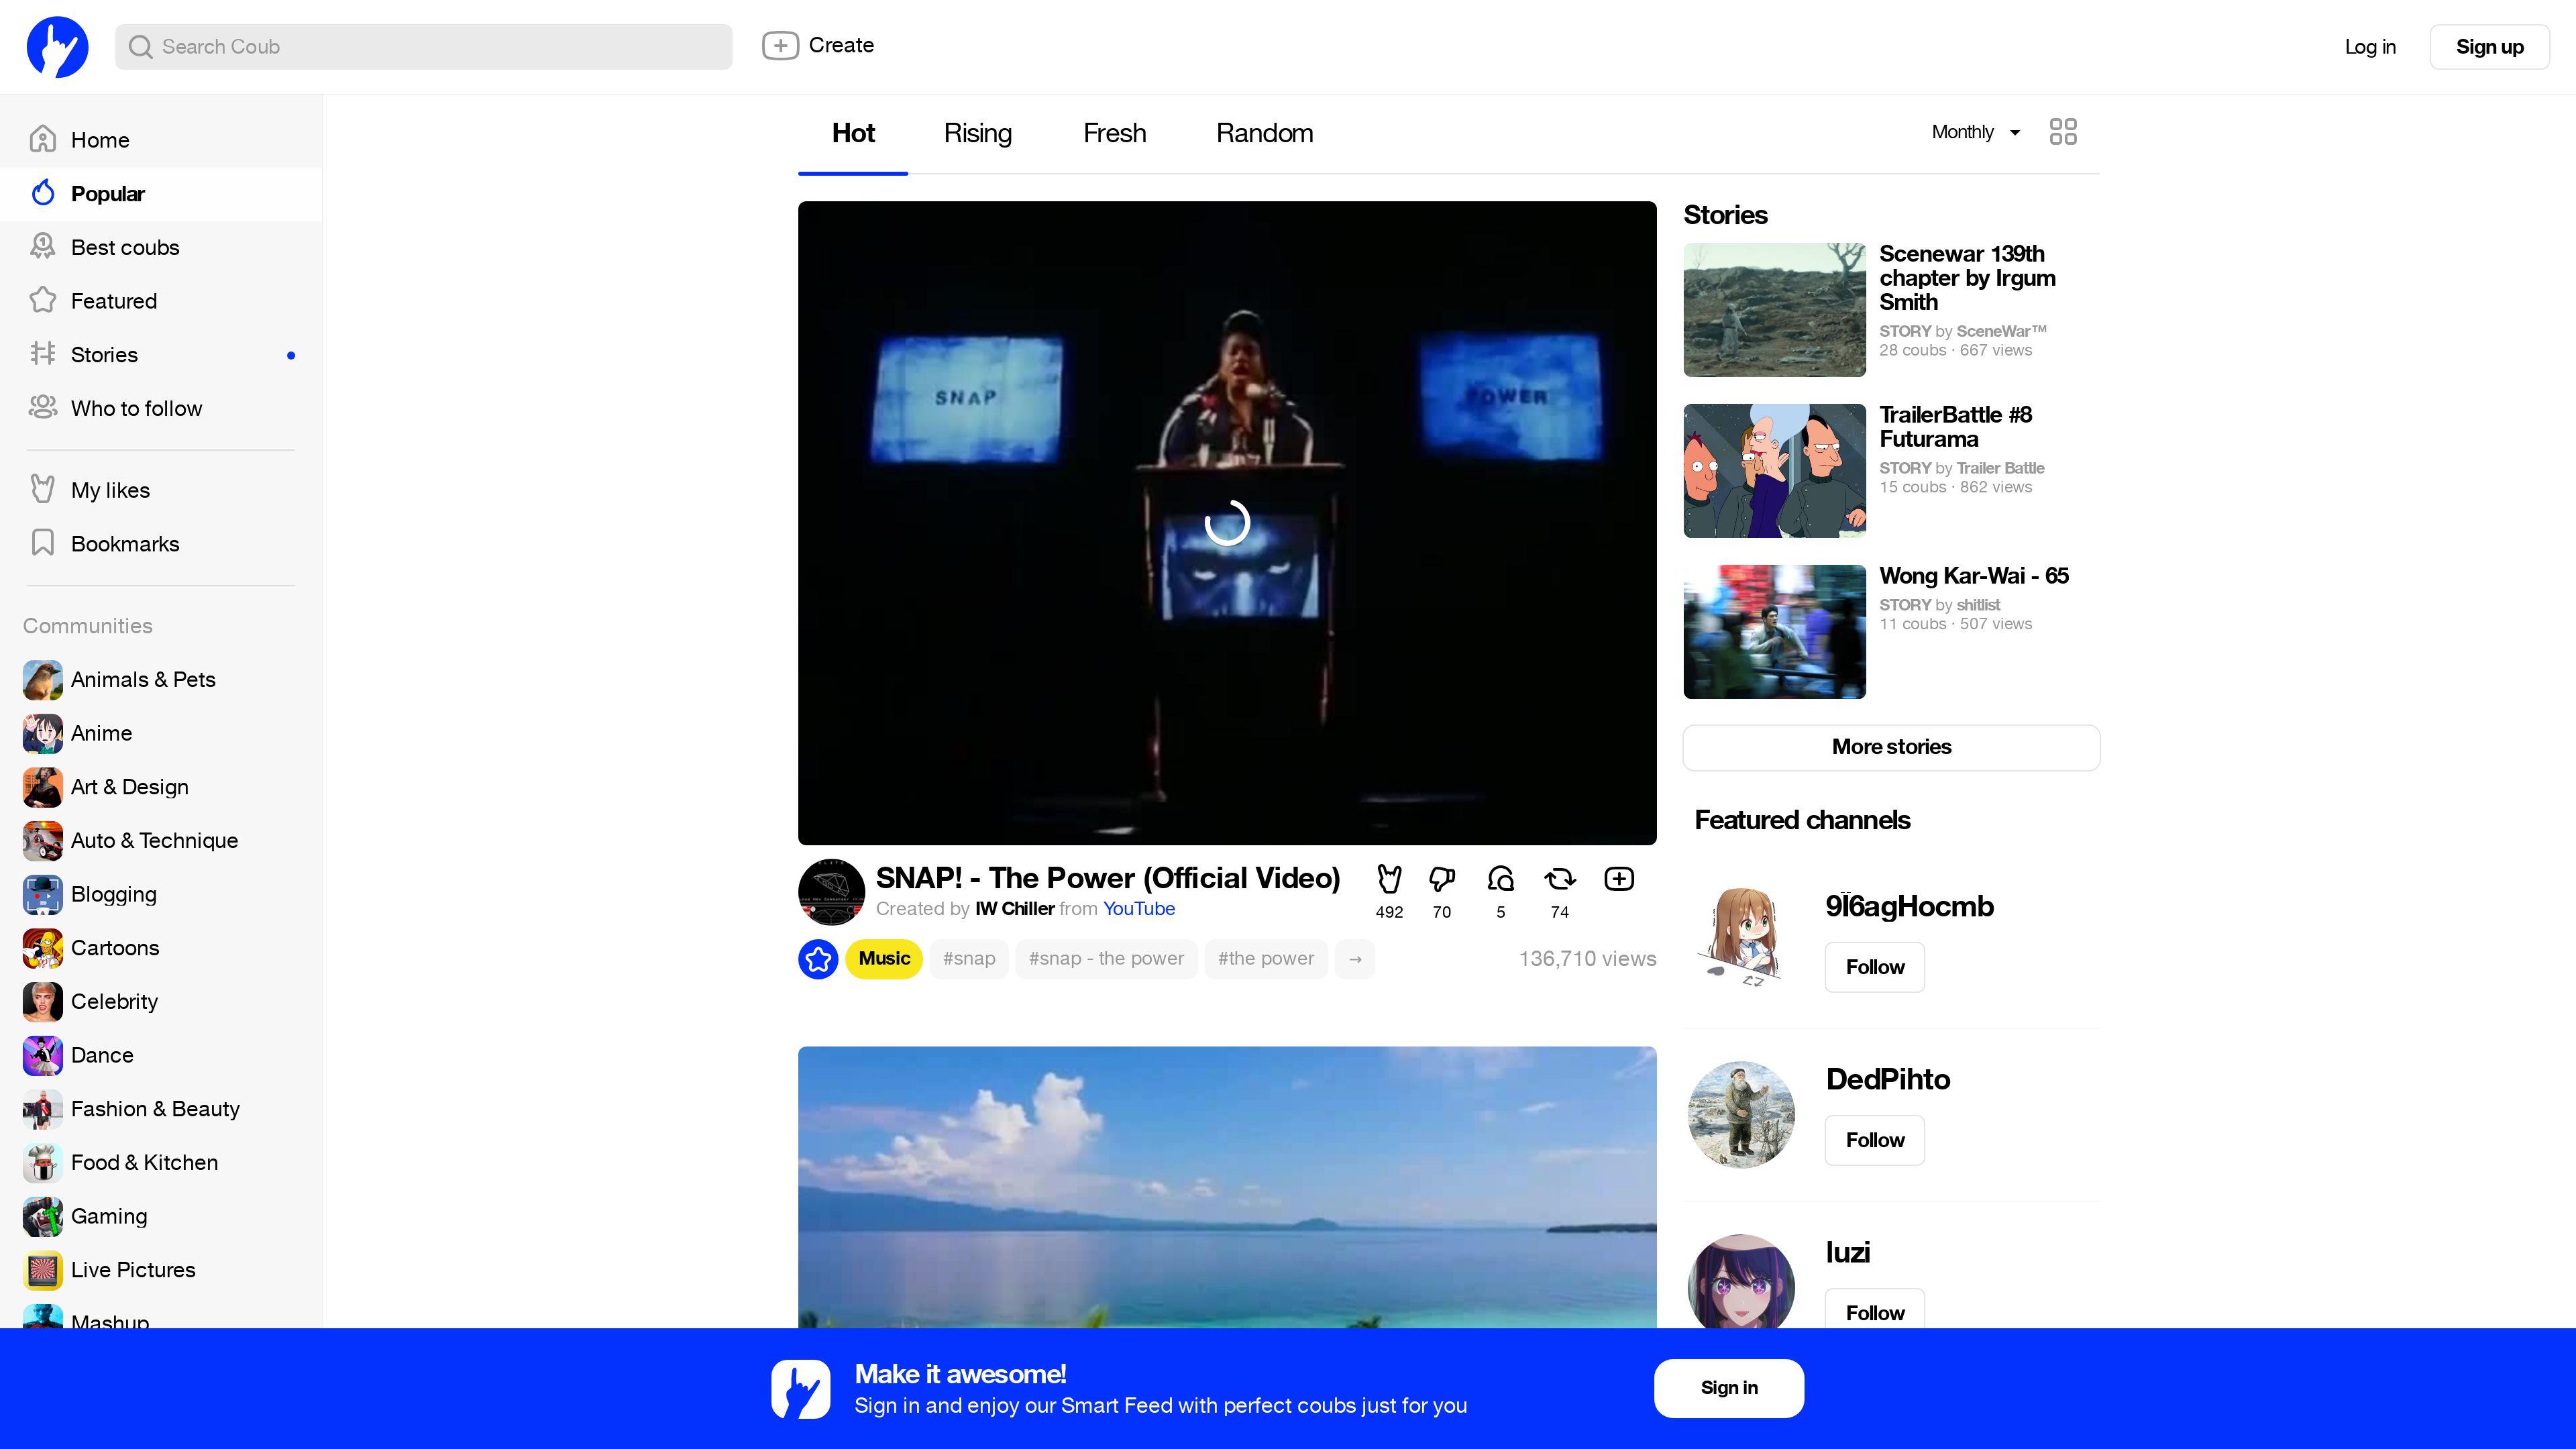 Search Coub
Create
Log in
Sign up
Home
Popular
Best coubs
Featured
Stories
Who to follow
My likes
Bookmarks
Communities
Animals & Pets
Anime
Art & Design
Auto & Technique
Blogging
Cartoons
Celebrity
Dance
Fashion & Beauty
Food & Kitchen
Gaming
Live Pictures
Mashup
Hot
Rising
Fresh
Random
Monthly
SNAP
POWER
SNAP! - The Power (Official Video)
Created by IW Chiller from YouTube
492
70
5
74
Music
#snap
#snap - the power
#the power
→
136,710 views
Stories
Scenewar 139th
chapter by Irgum
Smith
STORY by SceneWar™
28 coubs · 667 views
TrailerBattle #8
Futurama
STORY by Trailer Battle
15 coubs · 862 views
Wong Kar-Wai - 65
STORY by shitlist
11 coubs · 507 views
More stories
Featured channels
Follow
DedPihto
Follow
Follow
Make it awesome!
Sign in and enjoy our Smart Feed with perfect coubs just for you
Sign in